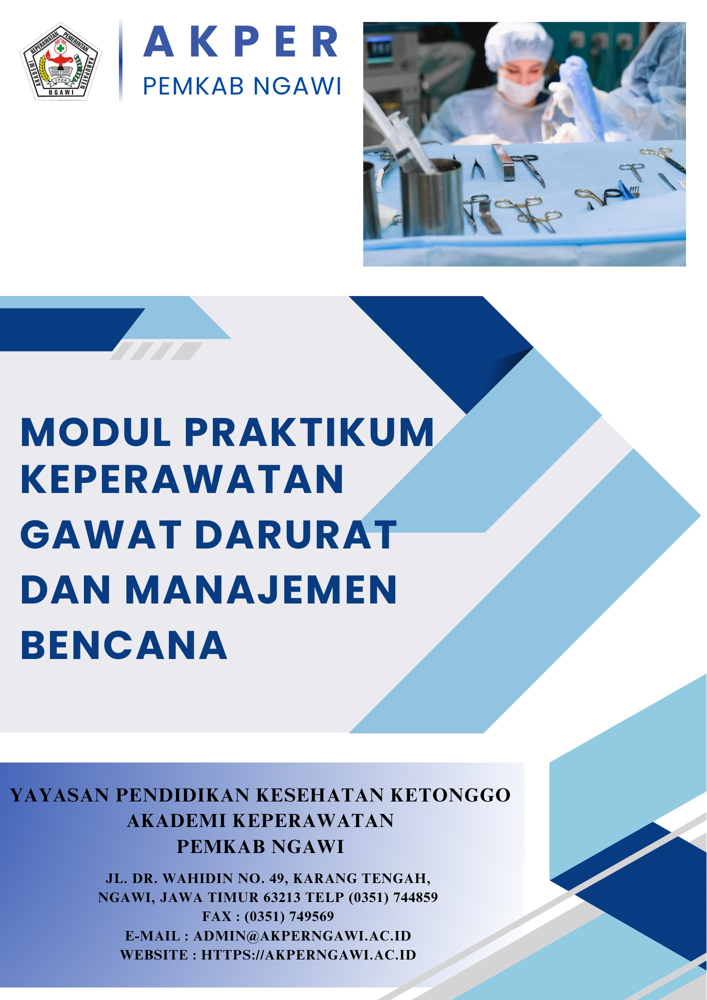 AKADEMI KEPERAWATAN PEMERINTAH KABUPATEN
YPKK
NGAWI
AKPER
PEMKAB NGAWI
MODUL PRAKTIKUM
KEPERAWATAN
GAWAT DARURAT
DAN MANAJEMEN
BENCANA
YAYASAN PENDIDIKAN KESEHATAN KETONGGO
AKADEMI KEPERAWATAN
PEMKAB NGAWI
JL. DR. WAHIDIN NO. 49, KARANG TENGAH,
NGAWI, JAWA TIMUR 63213 TELP (0351) 744859
FAX : (0351) 749569
E-MAIL : ADMIN@AKPERNGAWI.AC.ID
WEBSITE : HTTPS://AKPERNGAWI.AC.ID